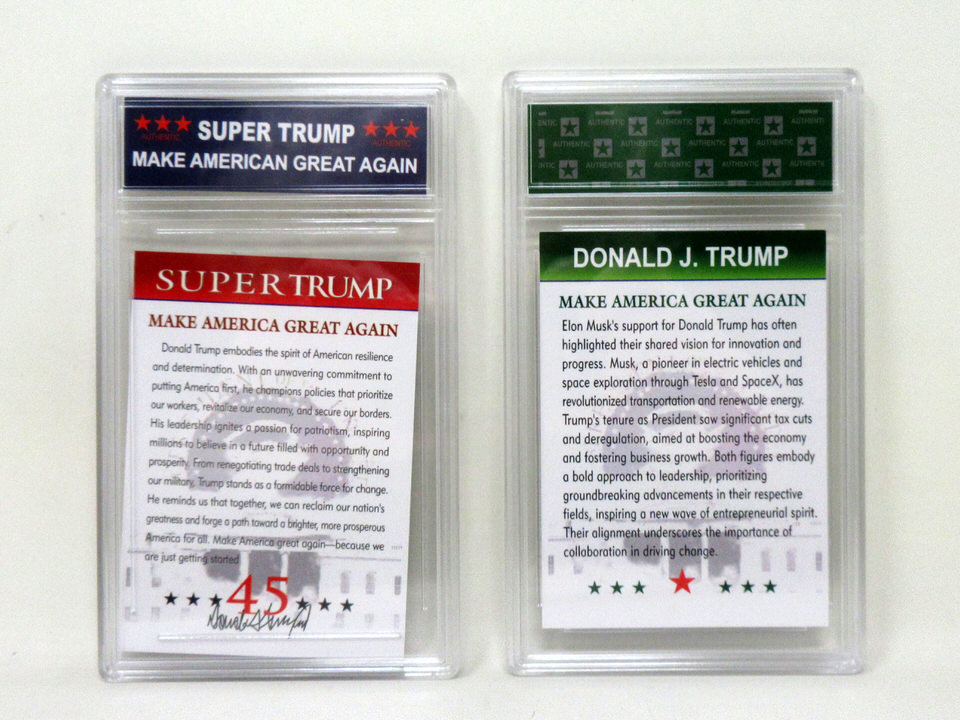 SUPER TRUMP
AUTHENTIC AUTHENTIC
MAKE AMERICAN GREAT AGAIN
SUPER TRUMP
MAKE AMERICA GREAT AGAIN
Donald Trump embodies the spirit of American resilience
and determination. With an unwavering commitment to
putting America first, he champions policies that prioritize
our workers, revitalize our economy, and secure our borders.
His leadership ignites a passion for patriotism, inspiring
millions to believe in a future filled with opportunity and
prosperity. From renegotiating trade deals to strengthening
our military, Trump stands as a formidable force for change.
He reminds us that together, we can reclaim our nation's
greatness and forge a path toward a brighter, more prosperous
America for all. Make America great again—because we
are just getting started
45
AUTHENTIC AUTHENTIC AUTHENTIC
AUTHENTIC AUTHENTIC
AUTHENTIC AUTHENTIC AUTHENTIC
DONALD J. TRUMP
MAKE AMERICA GREAT AGAIN
Elon Musk's support for Donald Trump has often
highlighted their shared vision for innovation and
progress. Musk, a pioneer in electric vehicles and
space exploration through Tesla and SpaceX, has
revolutionized transportation and renewable energy.
Trump's tenure as President saw significant tax cuts
and deregulation, aimed at boosting the economy
and fostering business growth. Both figures embody
a bold approach to leadership, prioritizing
groundbreaking advancements in their respective
fields, inspiring a new wave of entrepreneurial spirit.
Their alignment underscores the importance of
collaboration in driving change.